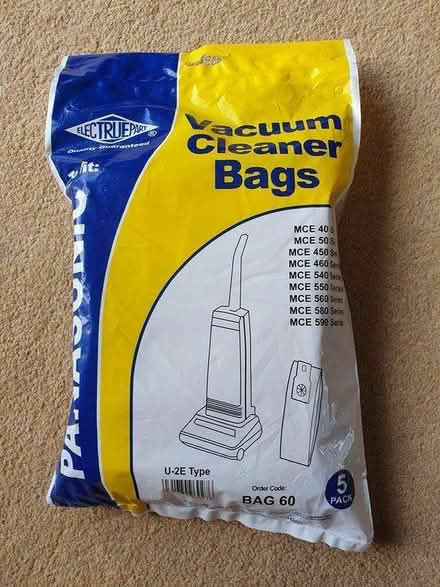 ELECTRUEPART®
Quality Guaranteed
fit:
PANASONIC
Vacuum
Cleaner
Bags
MCE 40
MCE 50
MCE 450 Se
MCE 460 Serie
MCE 540 Series
MCE 550 Series
MCE 560 Series
MCE 580 Series
MCE 590 Series
U-2E Type
Order Code:
BAG 60
5
PACK